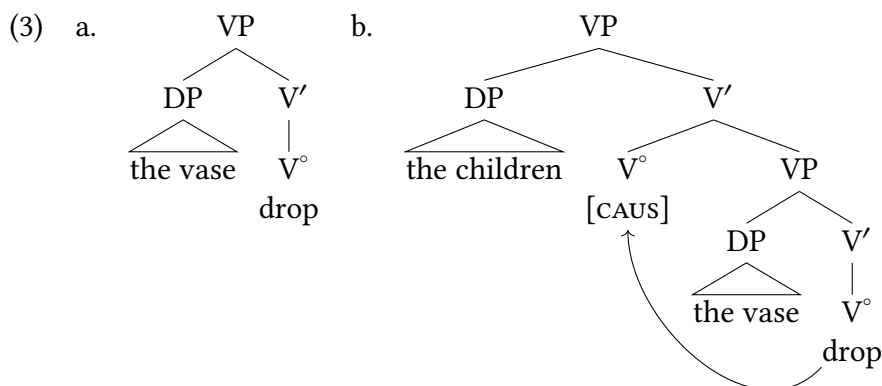 (3) a. VP b. VP
DP V′ DP V′
the vase V° the children V° VP
drop [CAUS] DP V′
the vase V°
drop